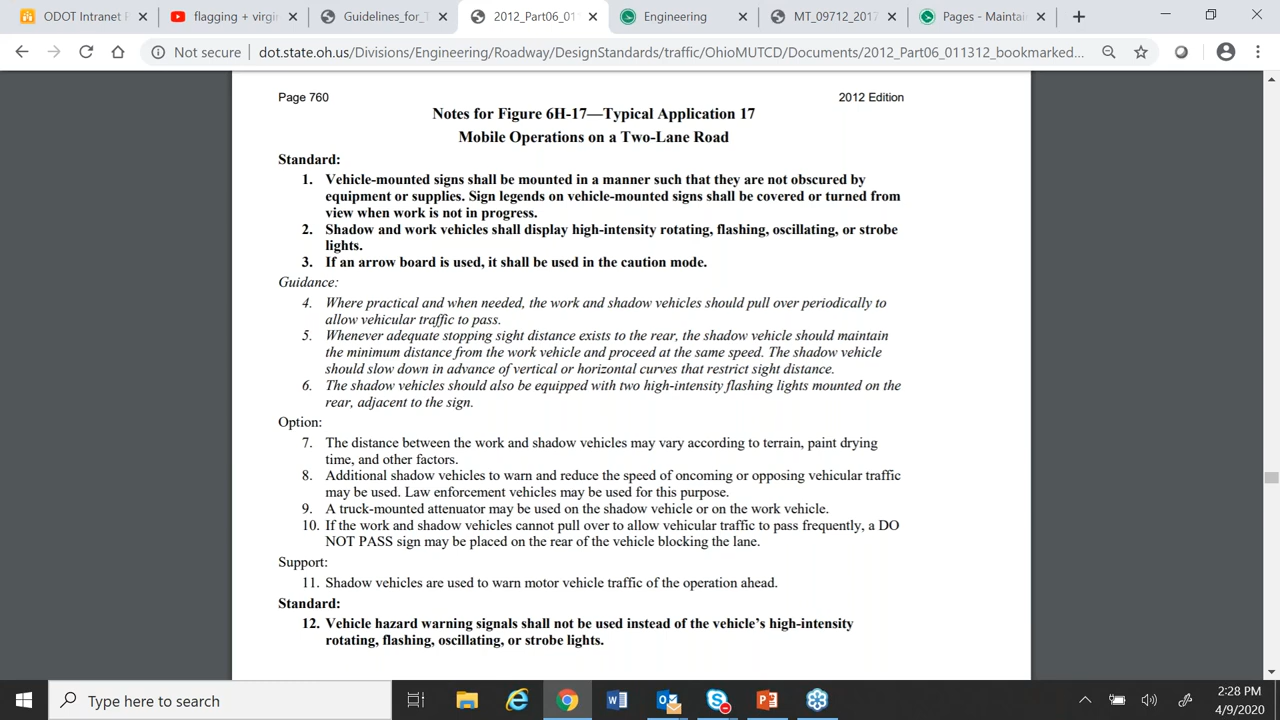 ODOT Intranet P
flagging + virgin
Guidelines_for_T
2012_Part06_011
Engineering
MT_09712_2017
Pages - Maintai
Not secure
dot.state.oh.us/Divisions/Engineering/Roadway/DesignStandards/traffic/OhioMUTCD/Documents/2012_Part06_011312_bookmarked...
Page 760
2012 Edition
Notes for Figure 6H-17—Typical Application 17
Mobile Operations on a Two-Lane Road
Standard:
1. Vehicle-mounted signs shall be mounted in a manner such that they are not obscured by
equipment or supplies. Sign legends on vehicle-mounted signs shall be covered or turned from
view when work is not in progress.
2. Shadow and work vehicles shall display high-intensity rotating, flashing, oscillating, or strobe
lights.
3. If an arrow board is used, it shall be used in the caution mode.
Guidance:
4. Where practical and when needed, the work and shadow vehicles should pull over periodically to
allow vehicular traffic to pass.
5. Whenever adequate stopping sight distance exists to the rear, the shadow vehicle should maintain
the minimum distance from the work vehicle and proceed at the same speed. The shadow vehicle
should slow down in advance of vertical or horizontal curves that restrict sight distance.
6. The shadow vehicles should also be equipped with two high-intensity flashing lights mounted on the
rear, adjacent to the sign.
Option:
7. The distance between the work and shadow vehicles may vary according to terrain, paint drying
time, and other factors.
8. Additional shadow vehicles to warn and reduce the speed of oncoming or opposing vehicular traffic
may be used. Law enforcement vehicles may be used for this purpose.
9. A truck-mounted attenuator may be used on the shadow vehicle or on the work vehicle.
10. If the work and shadow vehicles cannot pull over to allow vehicular traffic to pass frequently, a DO
NOT PASS sign may be placed on the rear of the vehicle blocking the lane.
Support:
11. Shadow vehicles are used to warn motor vehicle traffic of the operation ahead.
Standard:
12. Vehicle hazard warning signals shall not be used instead of the vehicle's high-intensity
rotating, flashing, oscillating, or strobe lights.
Type here to search
2:28 PM
4/9/2020